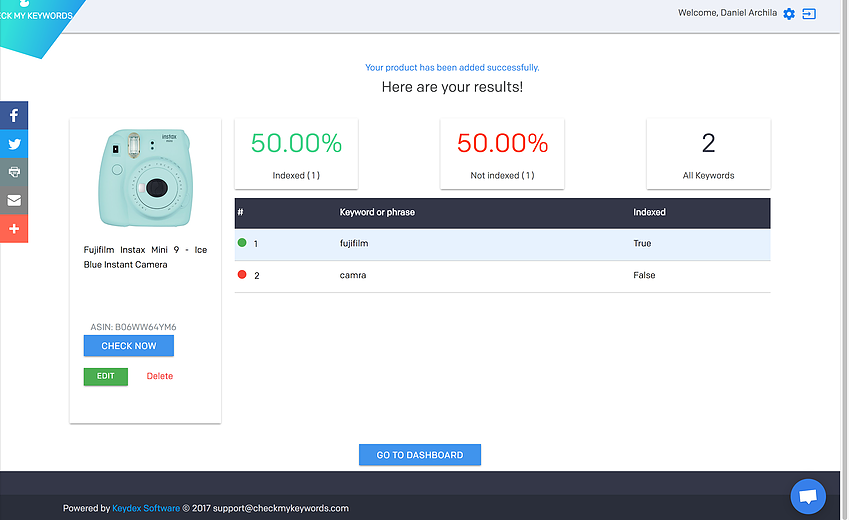 CK MY KEYWORDS
Welcome, Daniel Archila
Your product has been added successfully.
Here are your results!
instax
Fujifilm Instax Mini 9 - Ice
Blue Instant Camera
ASIN: B06WW64YM6
CHECK NOW
EDIT Delete
50.00%
Indexed (1)
50.00%
Not indexed (1)
2
All Keywords
# Keyword or phrase Indexed
1 fujifilm True
2 camra False
GO TO DASHBOARD
Powered by Keydex Software © 2017 support@checkmykeywords.com